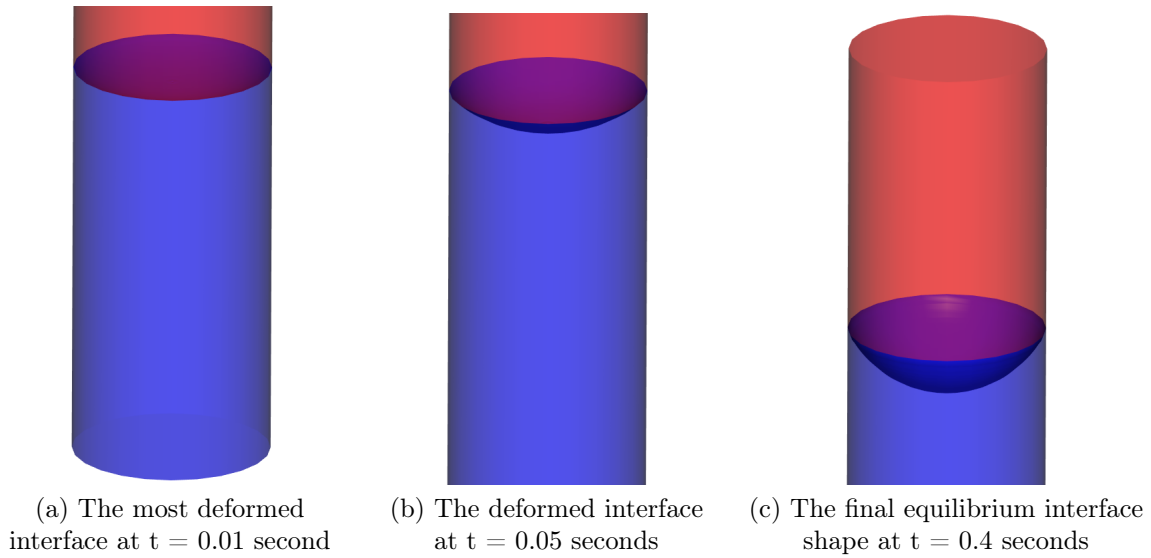 (a) The most deformed
interface at t = 0.01 second
(b) The deformed interface
at t = 0.05 seconds
(c) The final equilibrium interface
shape at t = 0.4 seconds